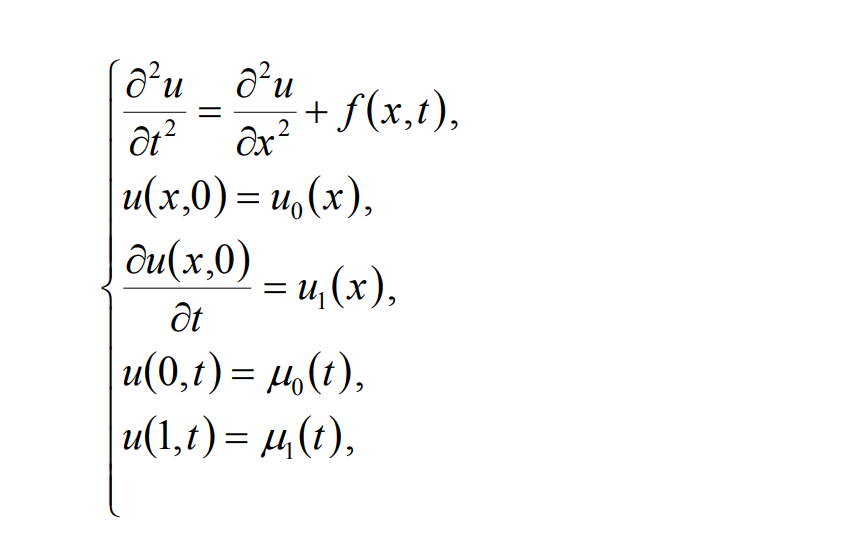 ∂²u/∂t² = ∂²u/∂x² + f(x,t),
u(x,0) = u₀(x),
∂u(x,0)/∂t = u₁(x),
u(0,t) = μ₀(t),
u(1,t) = μ₁(t),